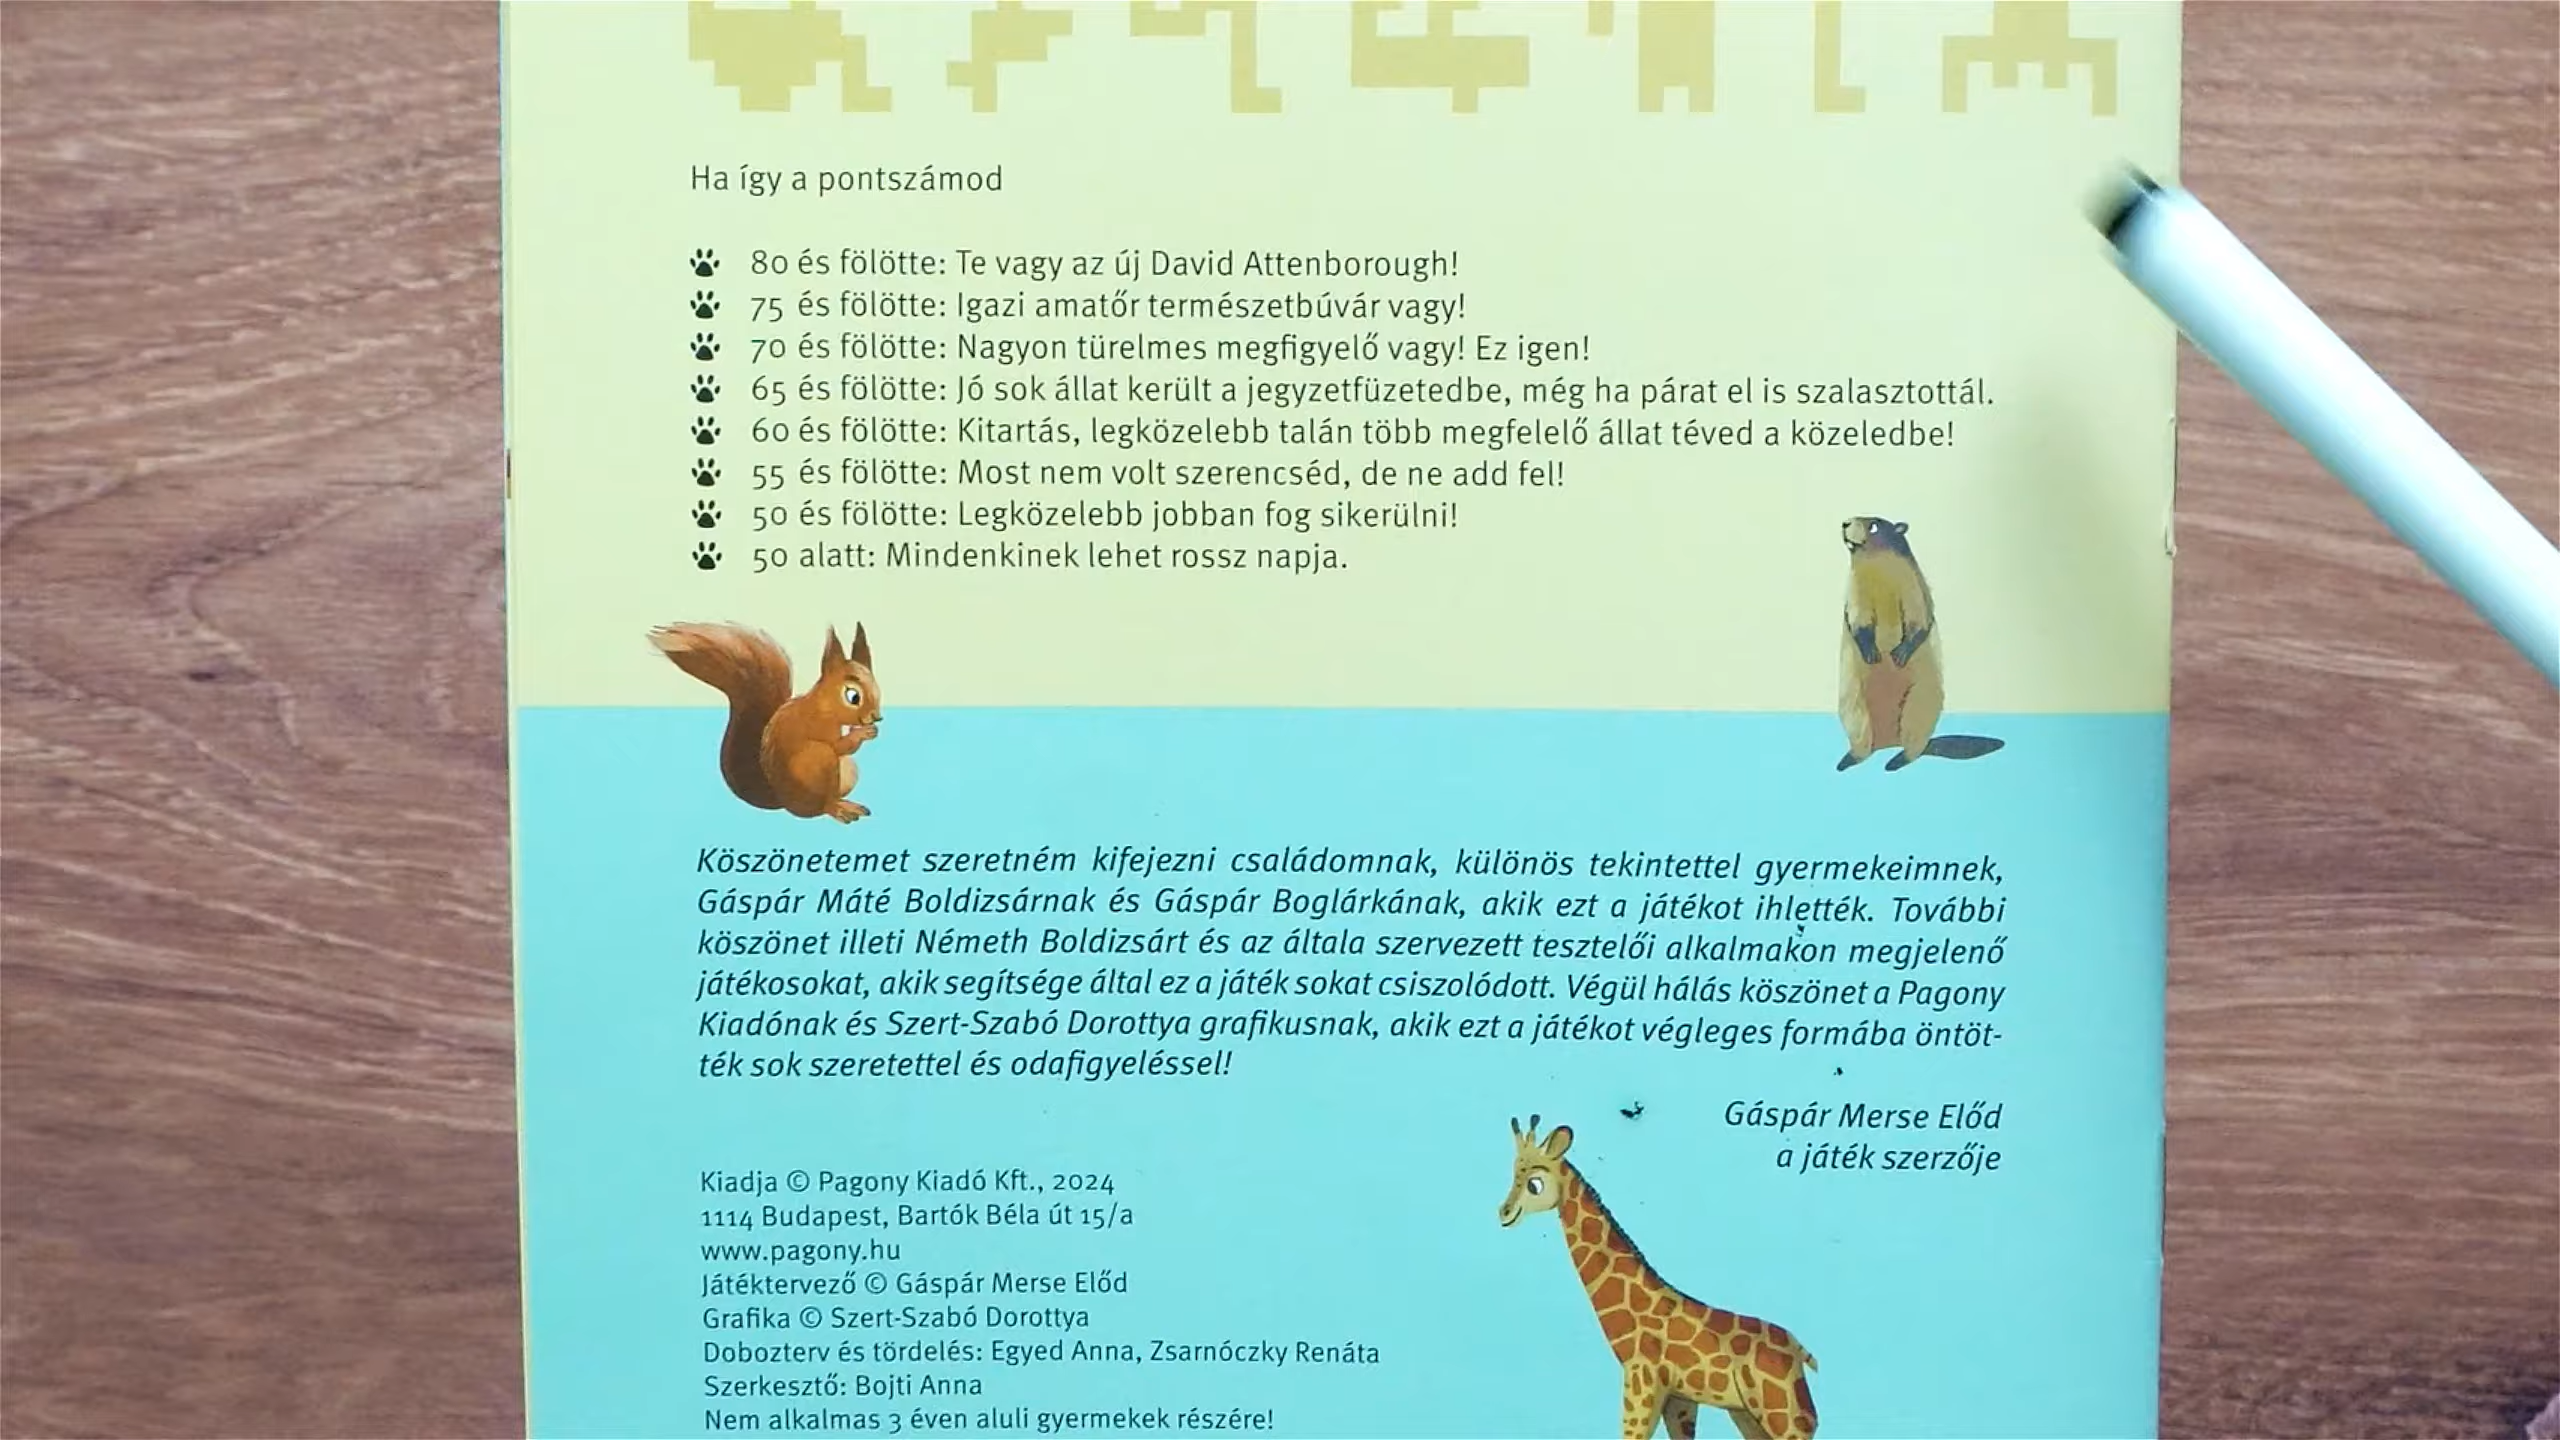 Ha így a pontszámod
80 és fölötte: Te vagy az új David Attenborough!
75 és fölötte: Igazi amatőr természetbúvár vagy!
70 és fölötte: Nagyon türelmes megfigyelő vagy! Ez igen!
65 és fölötte: Jó sok állat került a jegyzetfüzetedbe, még ha párat el is szalasztottál.
60 és fölötte: Kitartás, legközelebb talán több megfelelő állat téved a közeledbe!
55 és fölötte: Most nem volt szerencséd, de ne add fel!
50 és fölötte: Legközelebb jobban fog sikerülni!
50 alatt: Mindenkinek lehet rossz napja.
Köszönetemet szeretném kifejezni családomnak, különös tekintettel gyermekeimnek,
Gáspár Máté Boldizsárnak és Gáspár Boglárkának, akik ezt a játékot ihlették. További
köszönet illeti Németh Boldizsárt és az általa szervezett tesztelői alkalmakon megjelenő
játékosokat, akik segítsége által ez a játék sokat csiszolódott. Végül hálás köszönet a Pagony
Kiadónak és Szert-Szabó Dorottya grafikusnak, akik ezt a játékot végleges formába öntöt-
ték sok szeretettel és odafigyeléssel!
Gáspár Merse Előd
a játék szerzője
Kiadja © Pagony Kiadó Kft., 2024
1114 Budapest, Bartók Béla út 15/a
www.pagony.hu
Játéktervező © Gáspár Merse Előd
Grafika © Szert-Szabó Dorottya
Dobozterv és tördelés: Egyed Anna, Zsarnóczky Renáta
Szerkesztő: Bojti Anna
Nem alkalmas 3 éven aluli gyermekek részére!